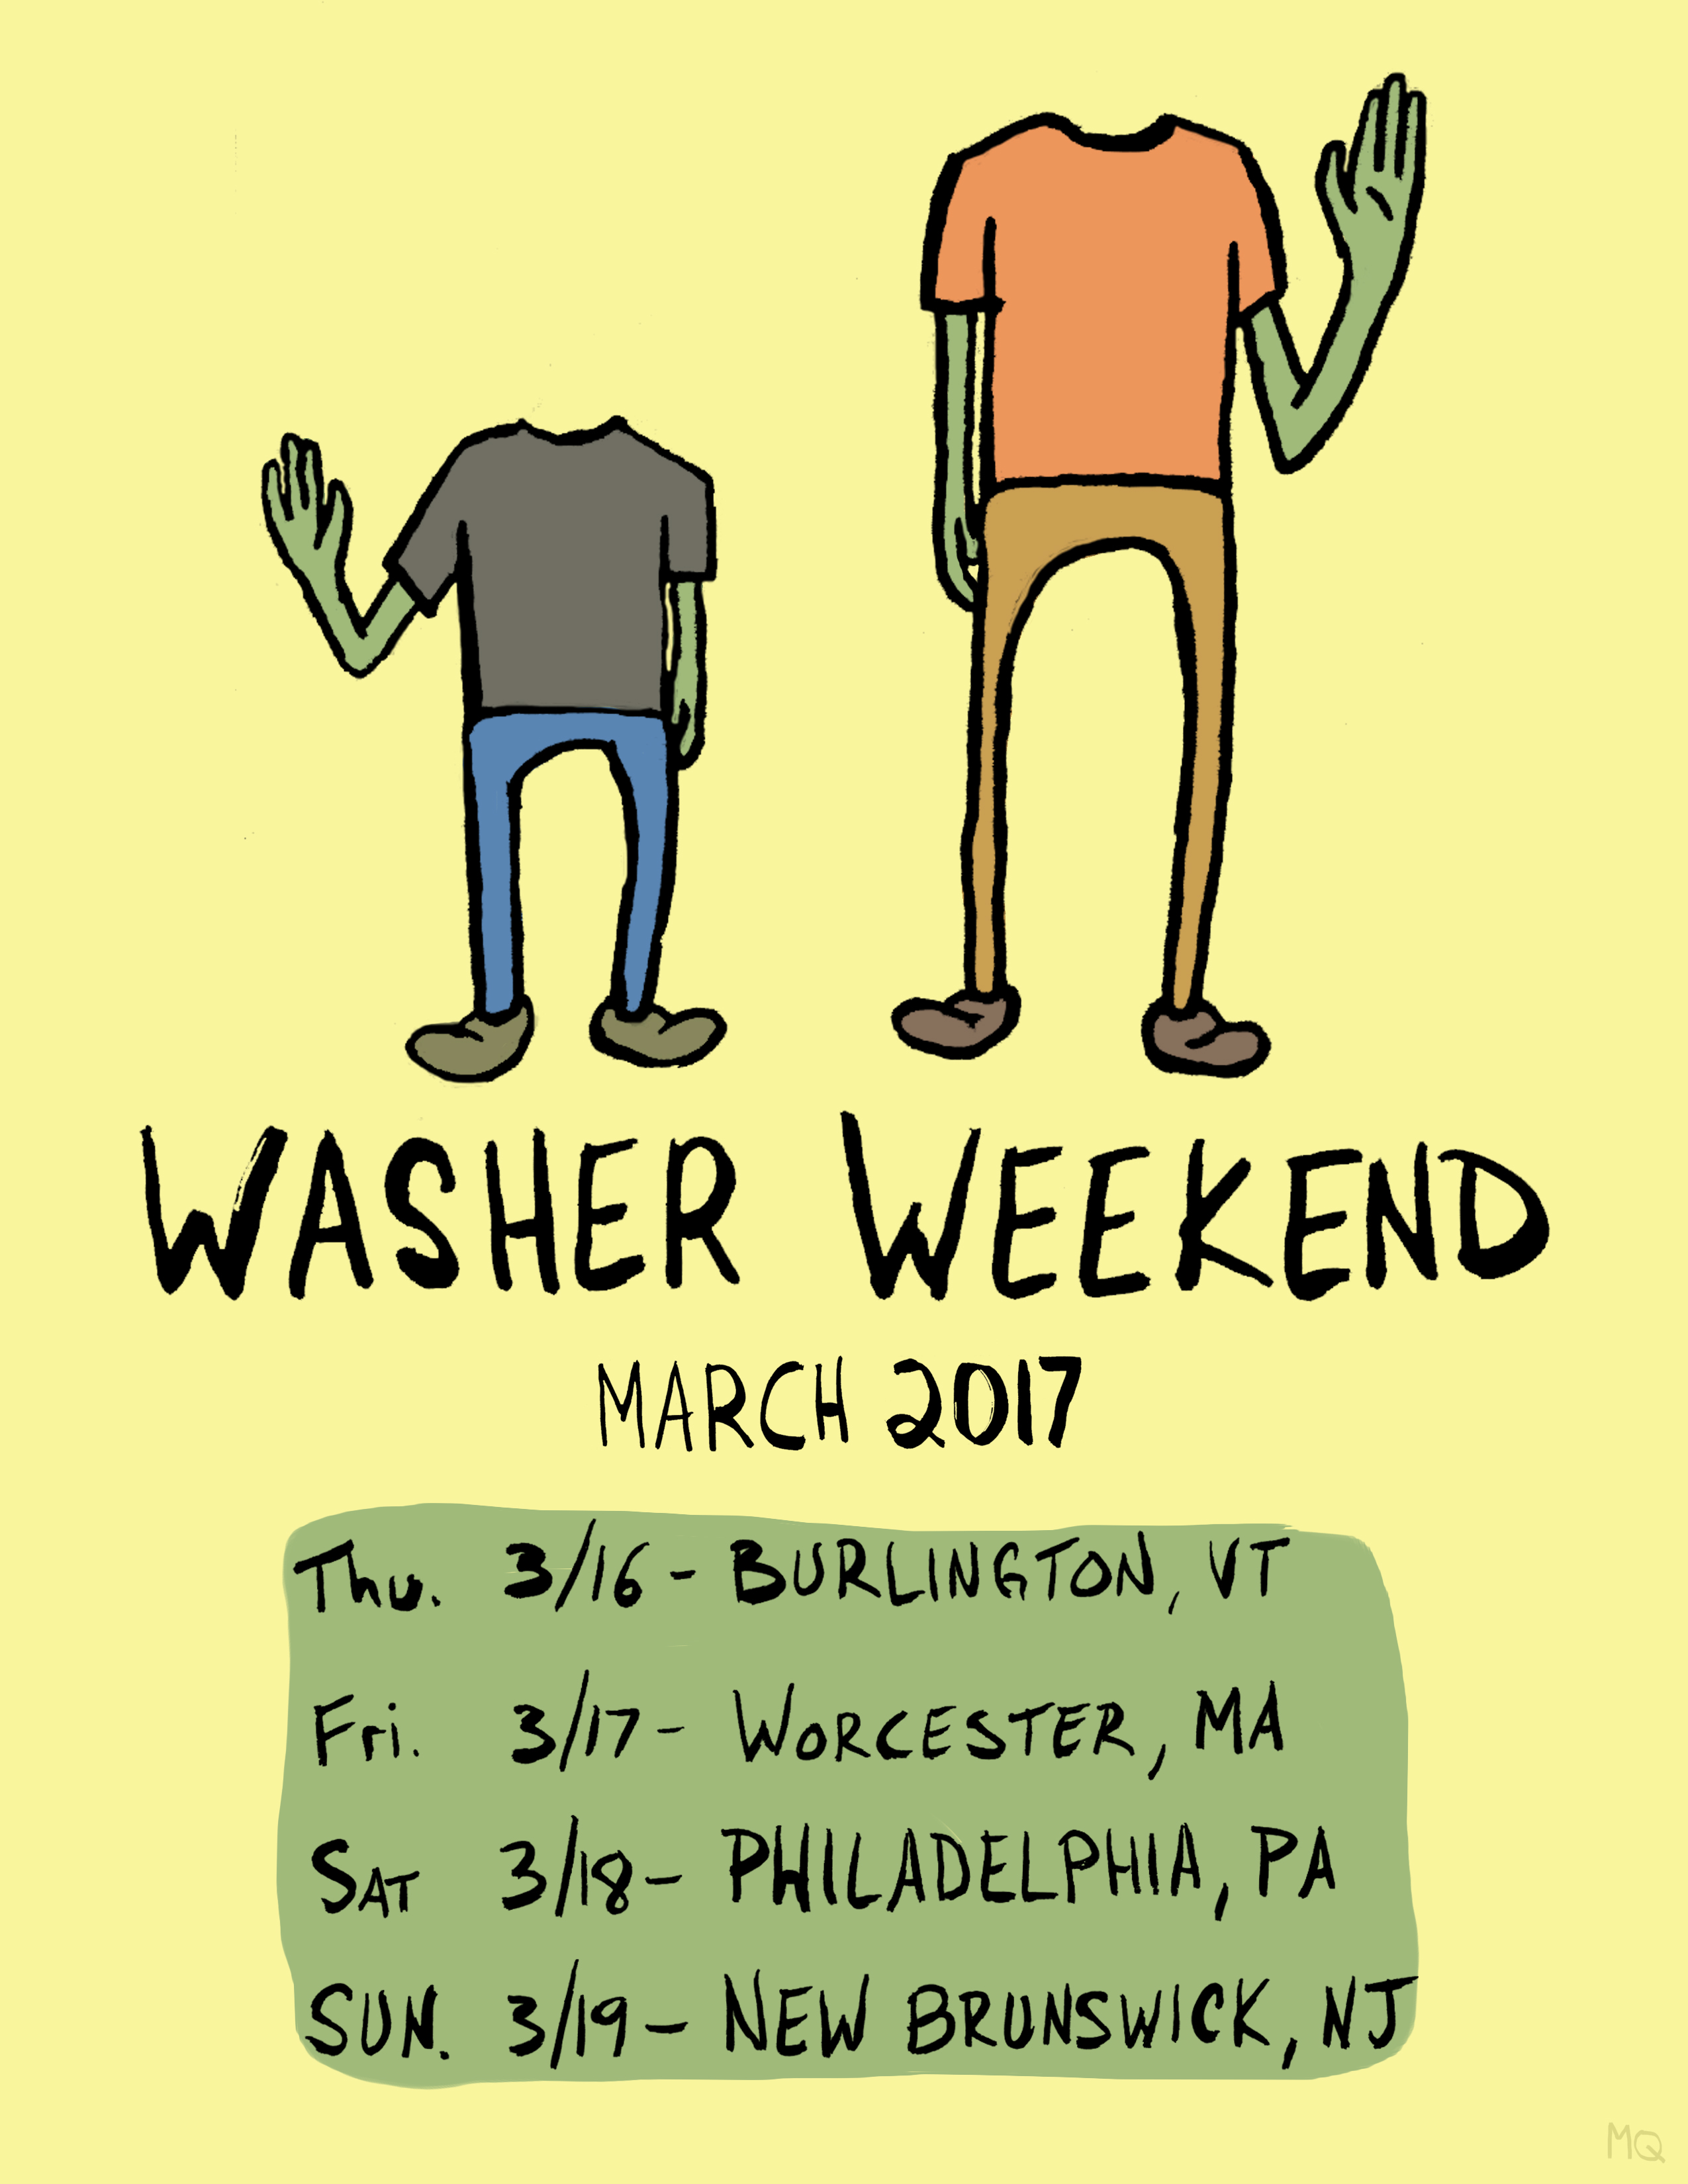 WASHER WEEKEND
MARCH 2017
Thu. 3/16 - BURLINGTON, VT
Fri. 3/17 - WORCESTER, MA
SAT 3/18 - PHILADELPHIA, PA
SUN. 3/19 - NEW BRUNSWICK, NJ
MQ